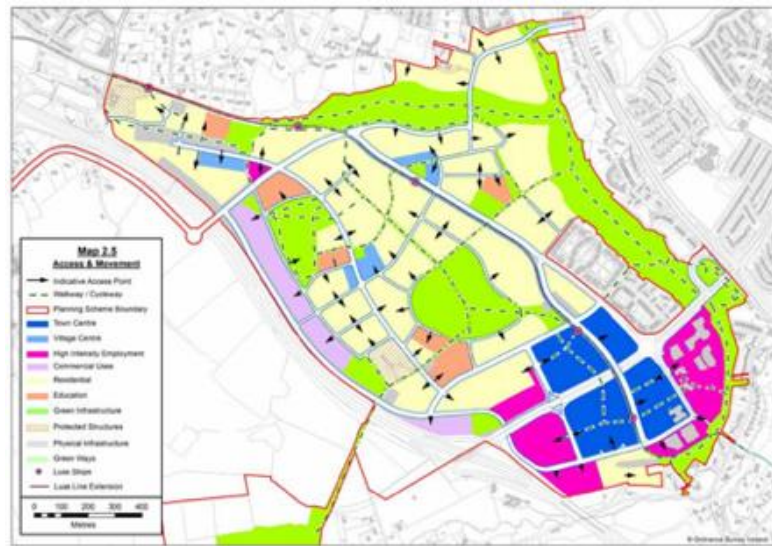 Map 2.5
Access & Movement
Indicative Access Point
Walkway / Cycleway
Planning Scheme Boundary
Town Centre
Village Centre
High Intensity Employment
Commercial Uses
Residential
Education
Green Infrastructure
Protected Structures
Physical Infrastructure
Green Ways
Luas Stops
Luas Line Extension
0 100 200 300 400
Metres
© Ordnance Survey Ireland